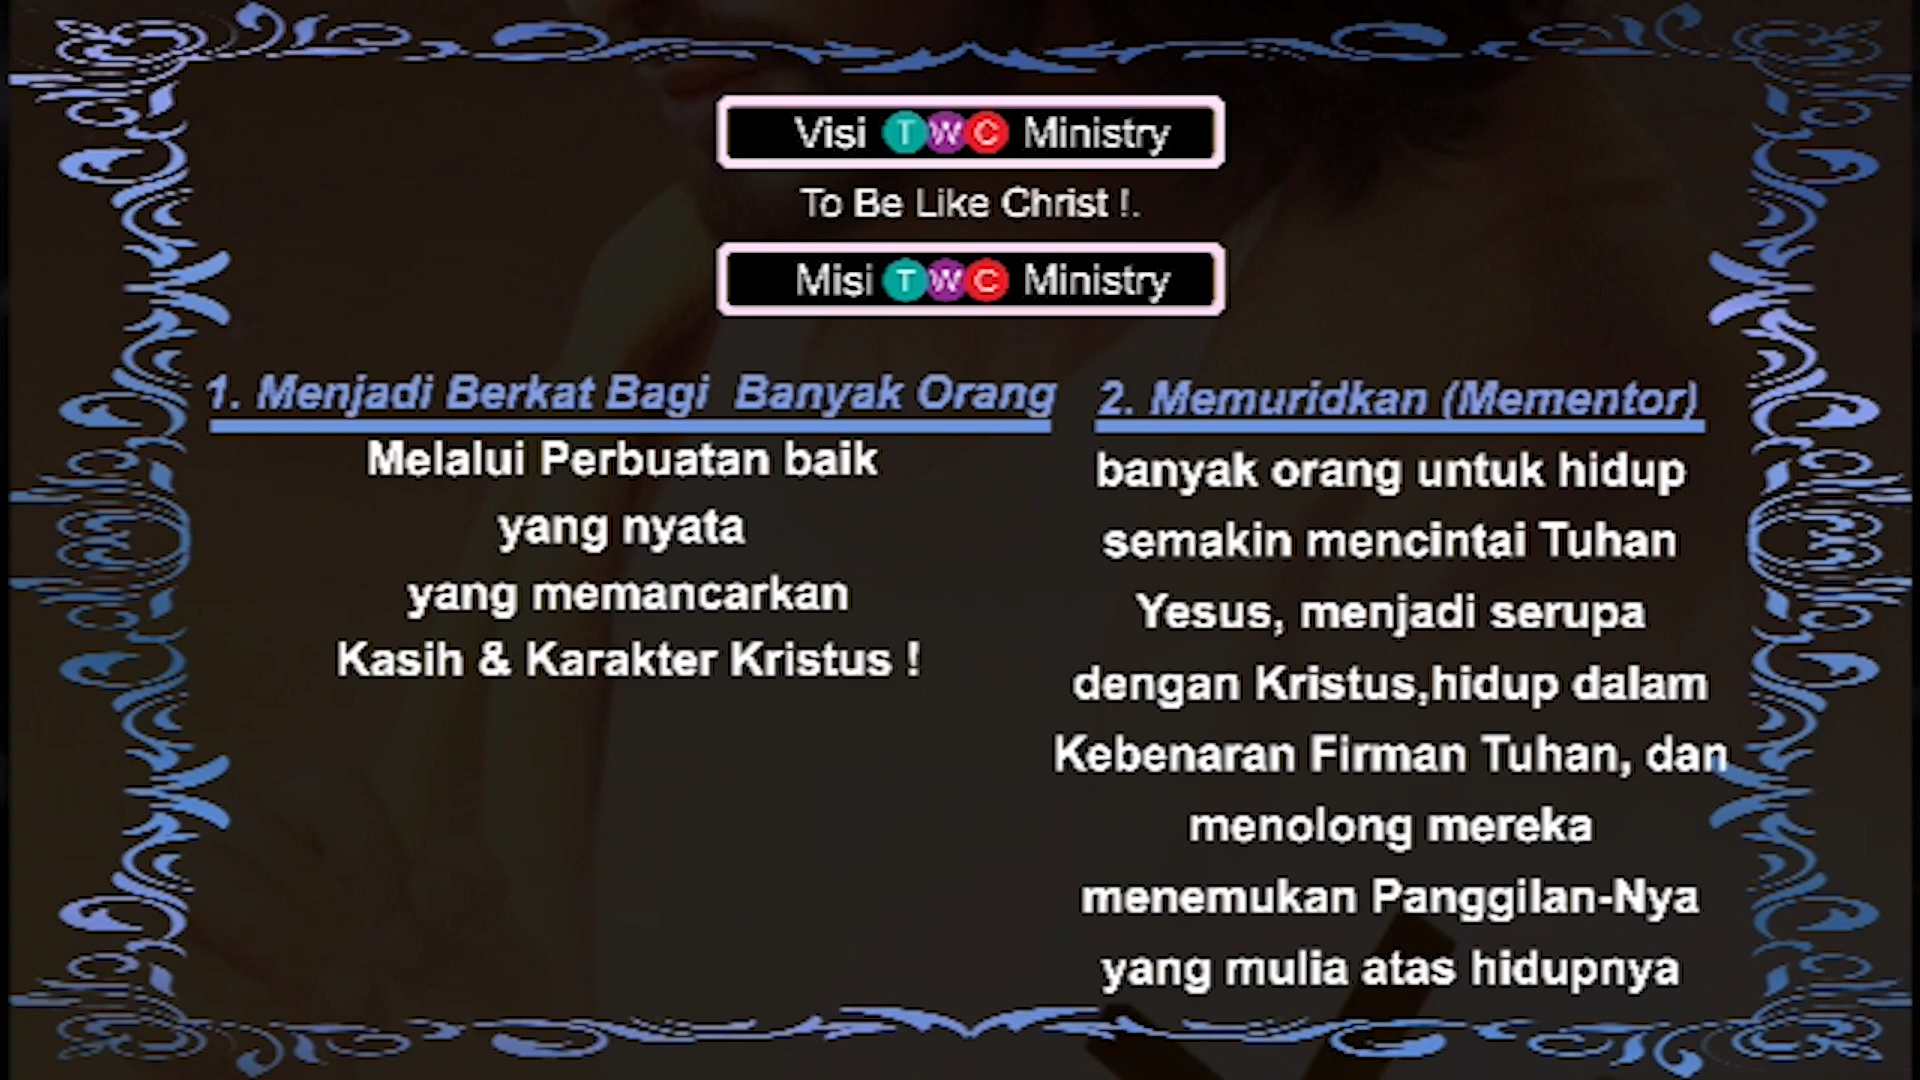 Visi TWC Ministry
To Be Like Christ !.
Misi TWC Ministry
1. Menjadi Berkat Bagi Banyak Orang
Melalui Perbuatan baik
yang nyata
yang memancarkan
Kasih & Karakter Kristus !
2. Memuridkan (Mementor)
banyak orang untuk hidup
semakin mencintai Tuhan
Yesus, menjadi serupa
dengan Kristus,hidup dalam
Kebenaran Firman Tuhan, dan
menolong mereka
menemukan Panggilan-Nya
yang mulia atas hidupnya